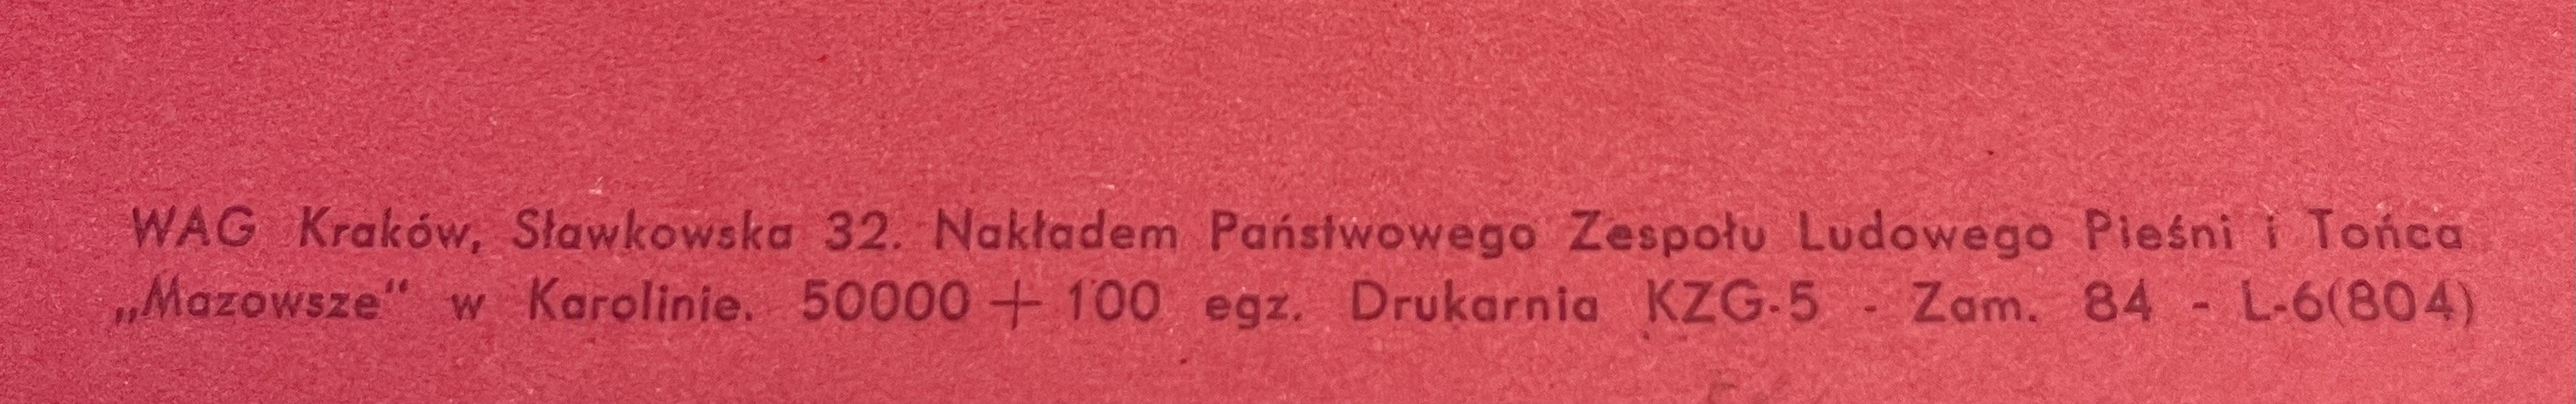 WAG Kraków, Sławkowska 32. Nakładem Państwowego Zespołu Ludowego Pieśni i Tońca
„Mazowsze“ w Karolinie. 50000 + 100 egz. Drukarnia KZG-5 - Zam. 84 - L-6(804)